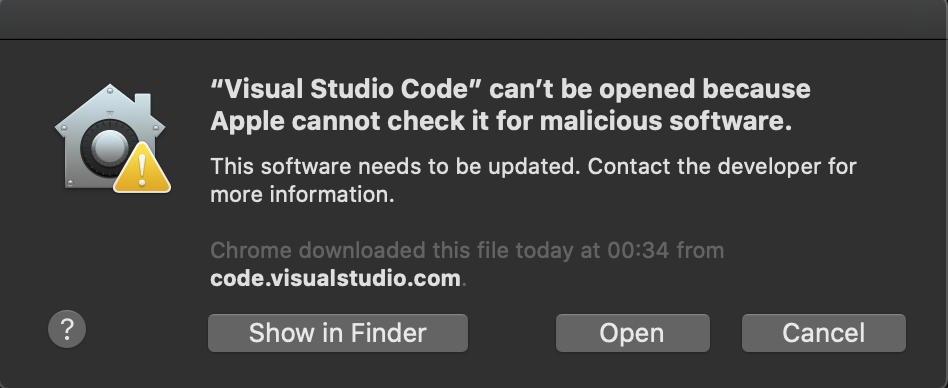 “Visual Studio Code” can’t be opened because
Apple cannot check it for malicious software.
This software needs to be updated. Contact the developer for
more information.
Chrome downloaded this file today at 00:34 from
code.visualstudio.com.
?
Show in Finder
Open
Cancel